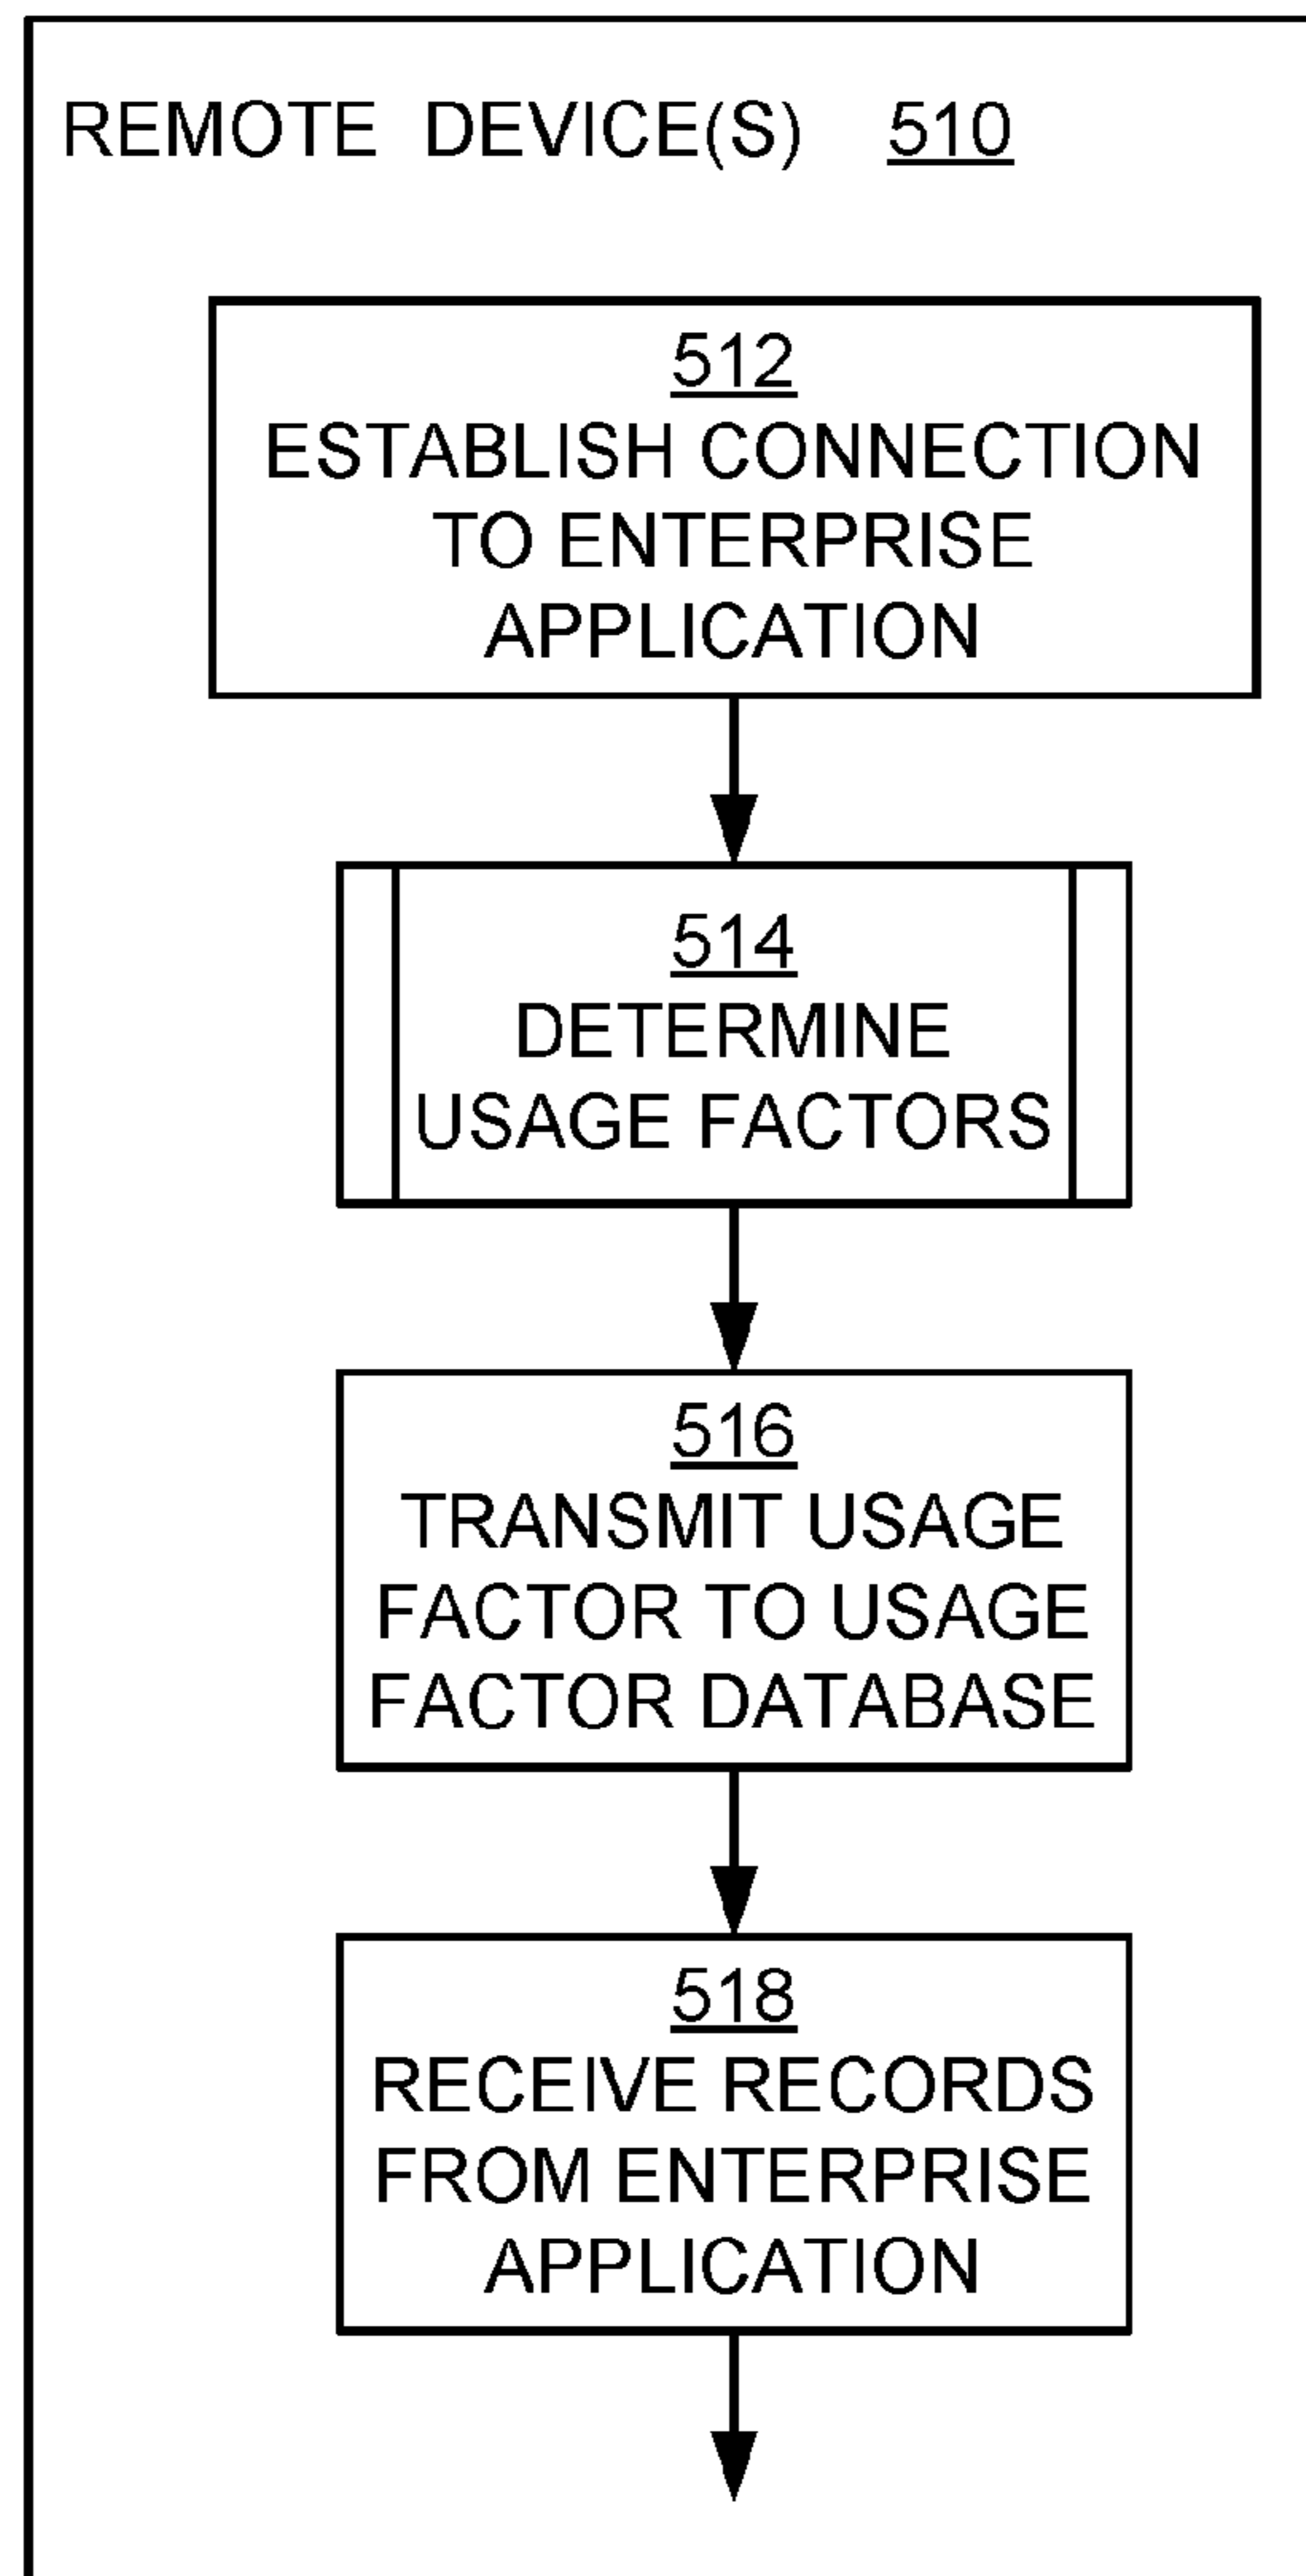 REMOTE DEVICE(S) 510
512
ESTABLISH CONNECTION
TO ENTERPRISE
APPLICATION
514
DETERMINE
USAGE FACTORS
516
TRANSMIT USAGE
FACTOR TO USAGE
FACTOR DATABASE
518
RECEIVE RECORDS
FROM ENTERPRISE
APPLICATION